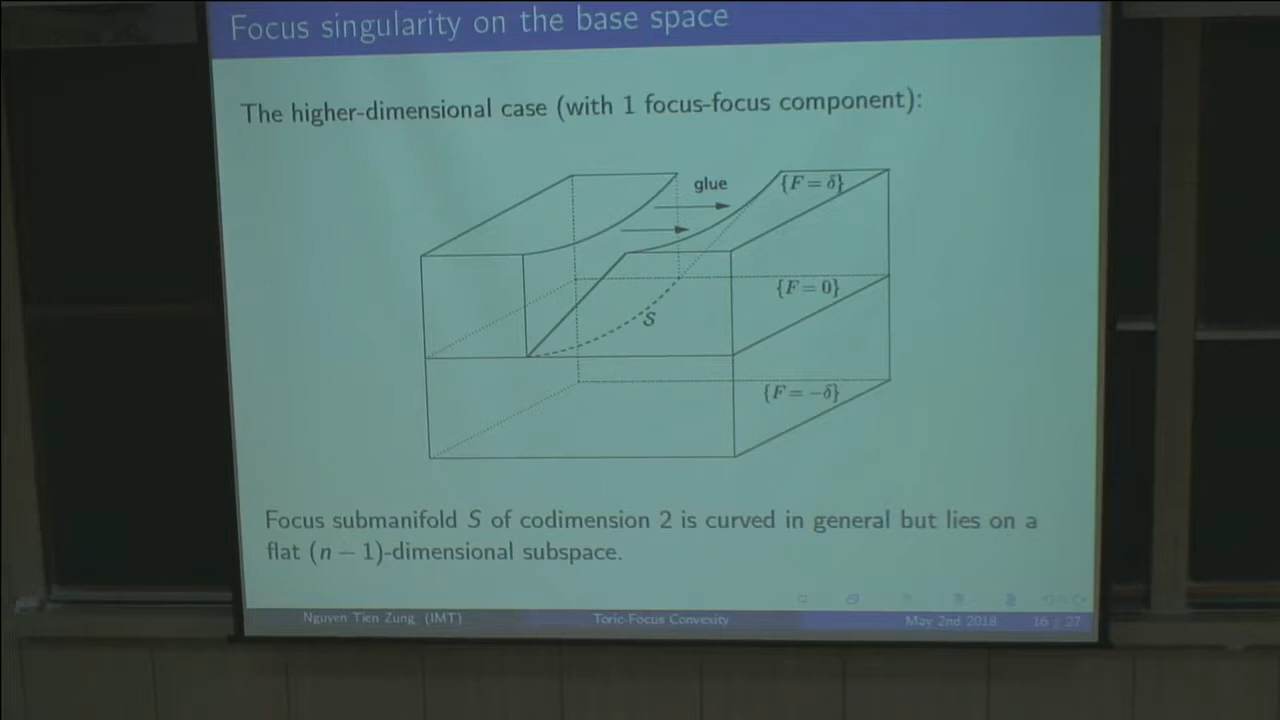 Focus singularity on the base space
The higher-dimensional case (with 1 focus-focus component):
glue
{F = δ}
{F = 0}
S
{F = −δ}
Focus submanifold S of codimension 2 is curved in general but lies on a
flat (n − 1)-dimensional subspace.
Nguyen Tien Zung (IMT) Toric-Focus Convexity May 2nd 2018 16 / 27